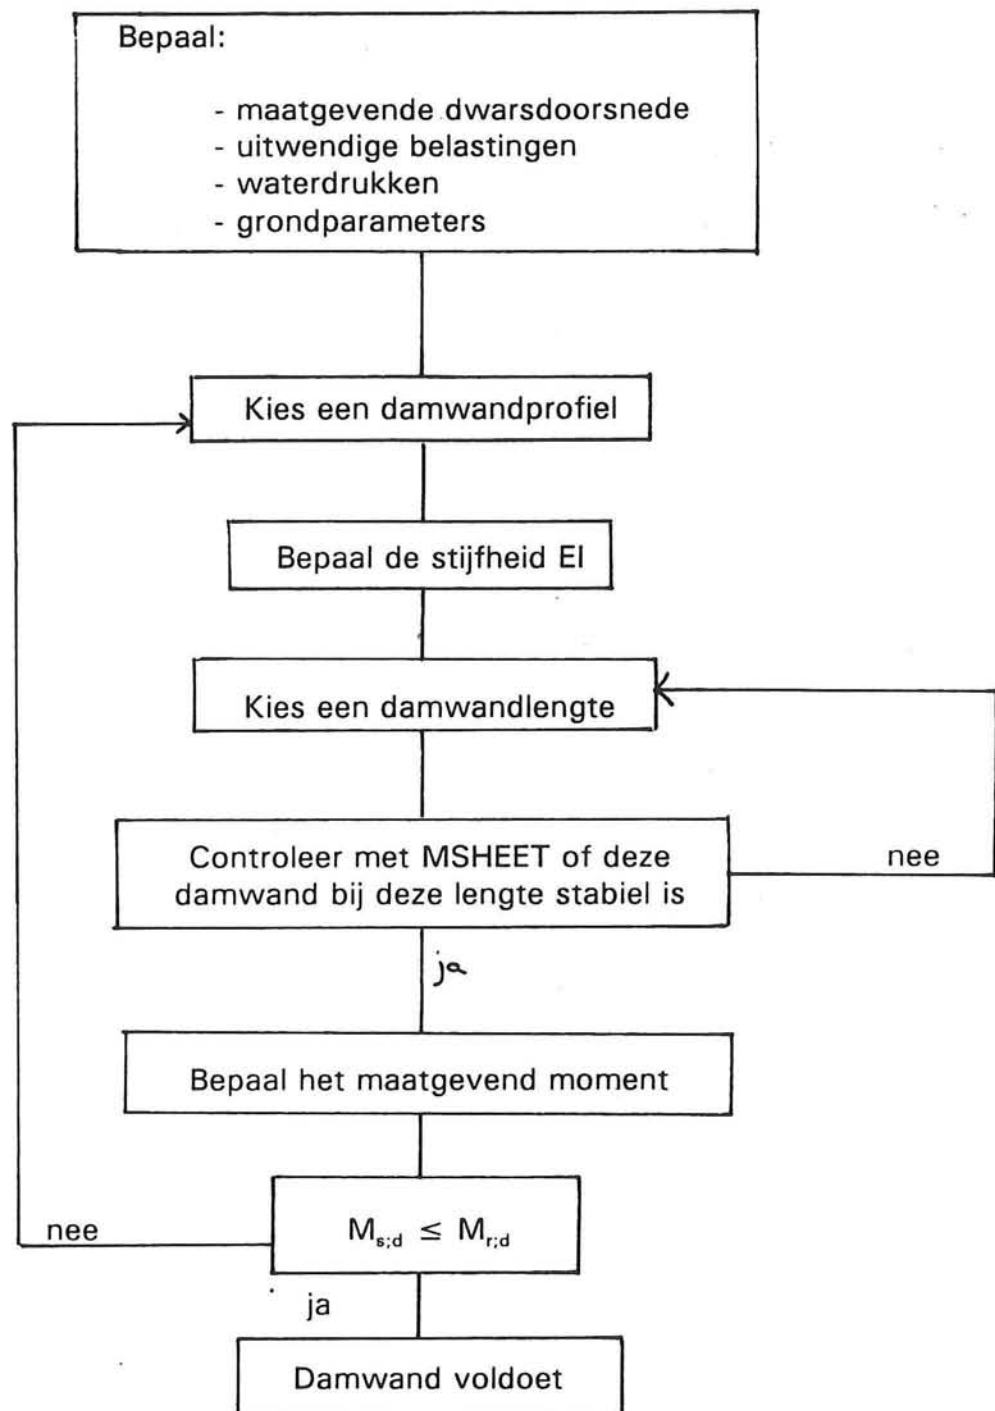 Bepaal:
- maatgevende dwarsdoorsnede
- uitwendige belastingen
- waterdrukken
- grondparameters
Kies een damwandprofiel
Bepaal de stijfheid EI
Kies een damwandlengte
Controleer met MSHEET of deze
damwand bij deze lengte stabiel is
nee
ja
Bepaal het maatgevend moment
M_{s;d} ≤ M_{r;d}
nee
ja
Damwand voldoet